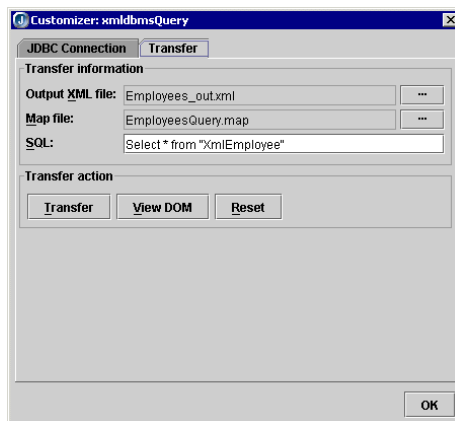 Customizer: xmldbmsQuery
JDBC Connection Transfer
Transfer information
Output XML file: Employees_out.xml ...
Map file: EmployeesQuery.map ...
SQL: Select * from "XmlEmployee"
Transfer action
Transfer View DOM Reset
OK